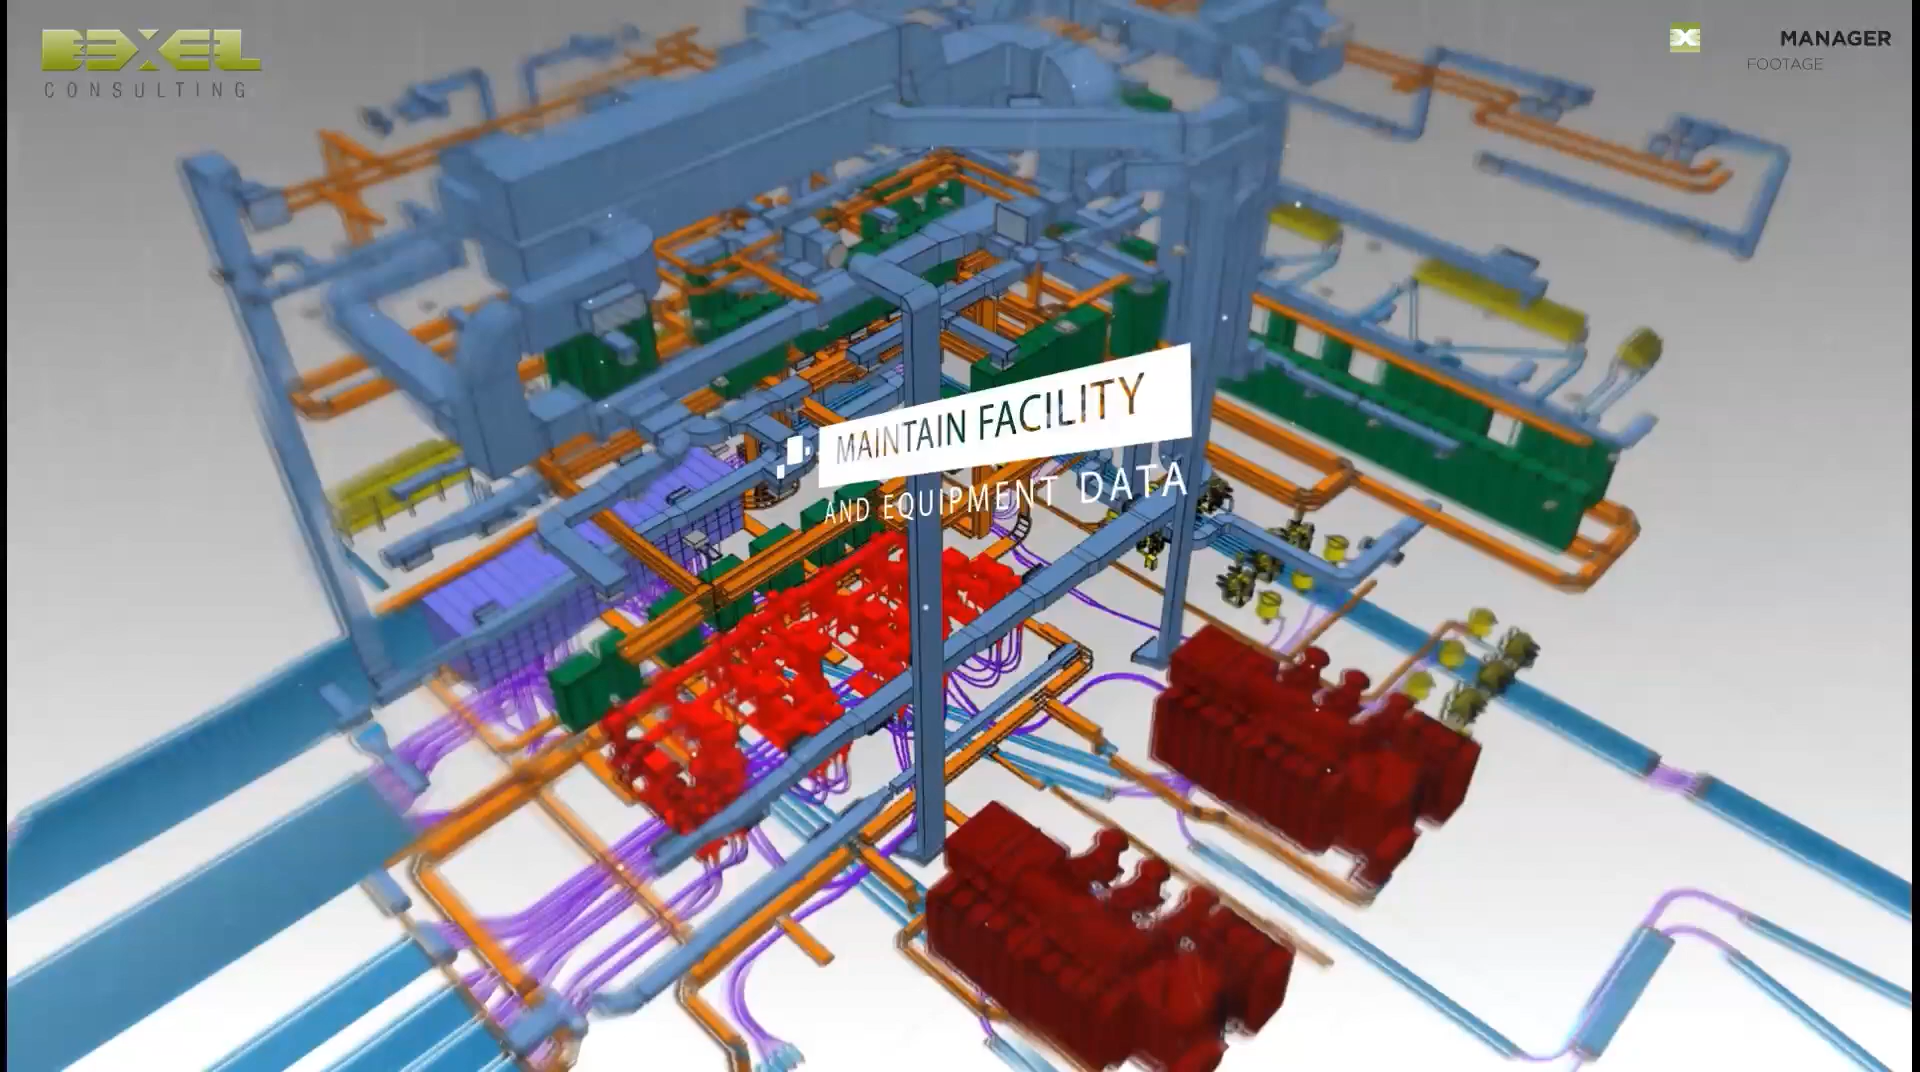 BEXEL
CONSULTING
MANAGER
FOOTAGE
MAINTAIN FACILITY
AND EQUIPMENT DATA